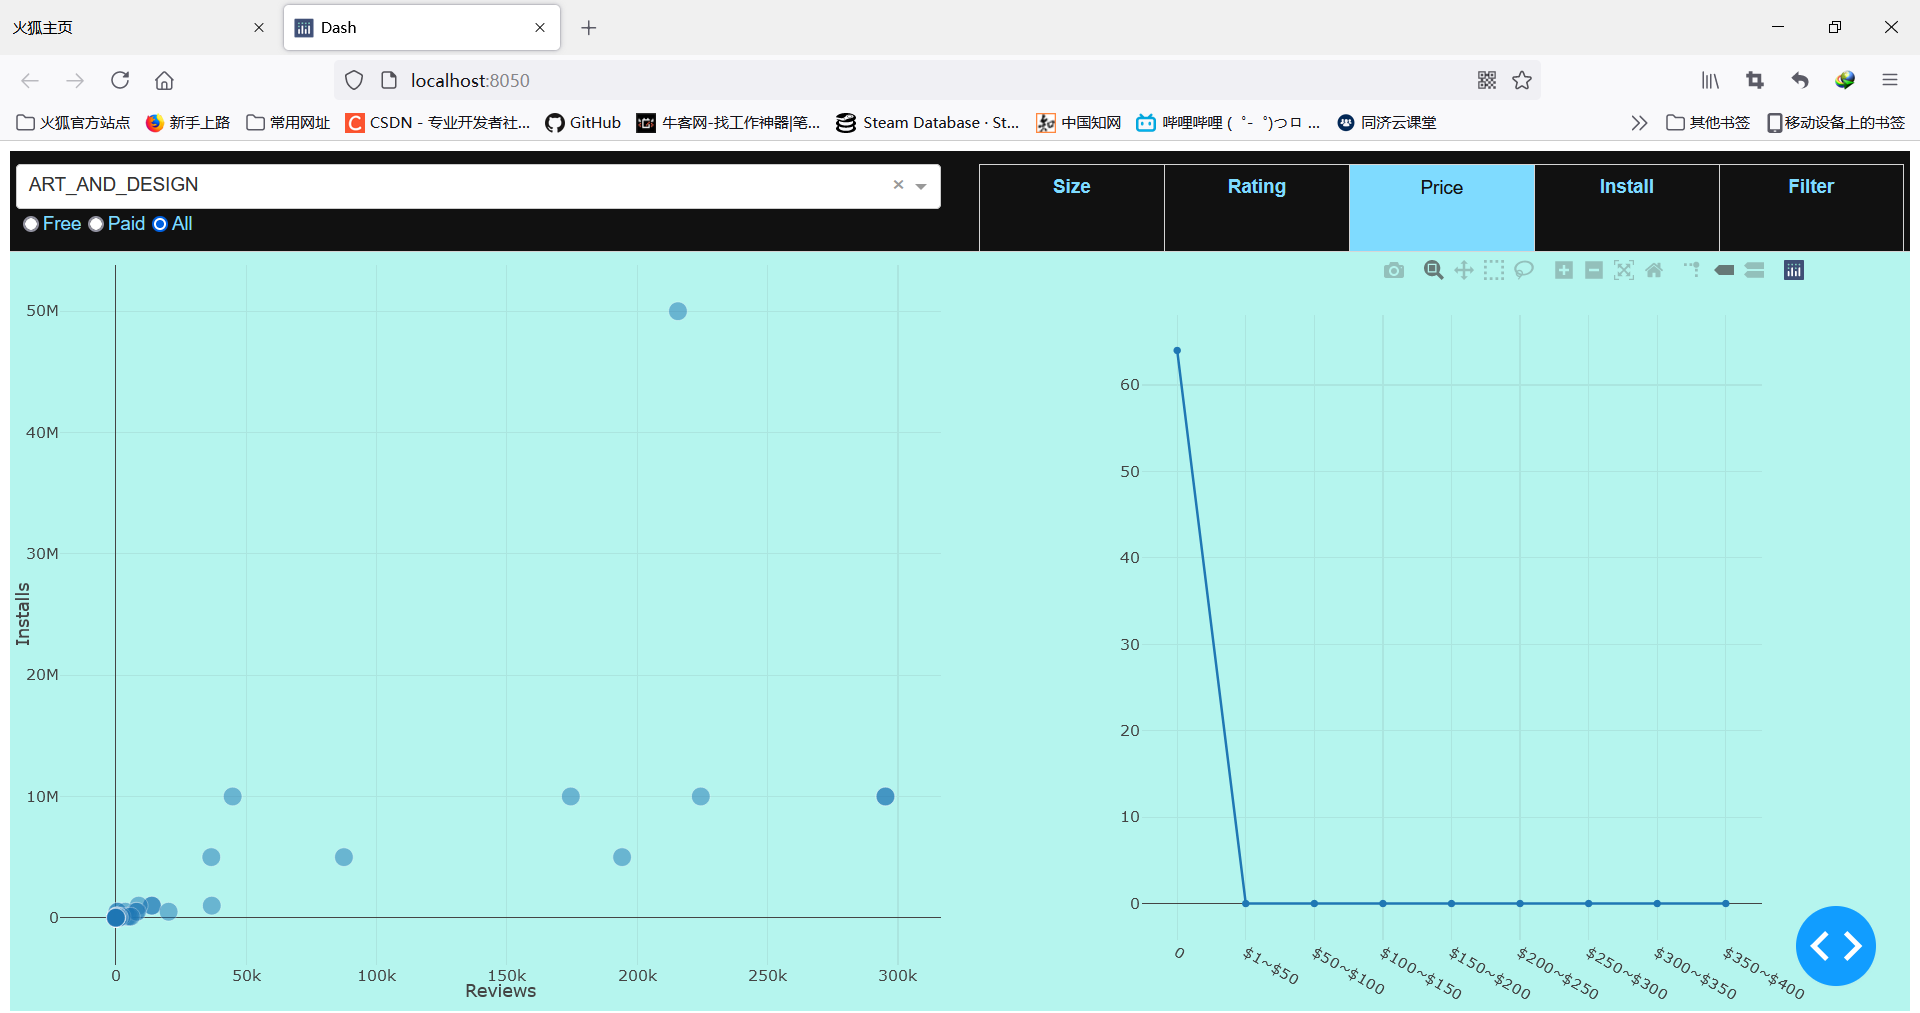 火狐主页
Dash
localhost:8050
火狐官方站点 新手上路 常用网址 CSDN - 专业开发者社... GitHub 牛客网-找工作神器|笔... Steam Database · St... 中国知网 哔哩哔哩 ( ゜- ゜)つロ ... 同济云课堂 其他书签 移动设备上的书签
ART_AND_DESIGN
Free Paid All
Size Rating Price Install Filter
50M
40M
30M
20M
10M
0
Installs
0 50k 100k 150k 200k 250k 300k
Reviews
60
50
40
30
20
10
0
0 $1~$50 $50~$100 $100~$150 $150~$200 $200~$250 $250~$300 $300~$350 $350~$400